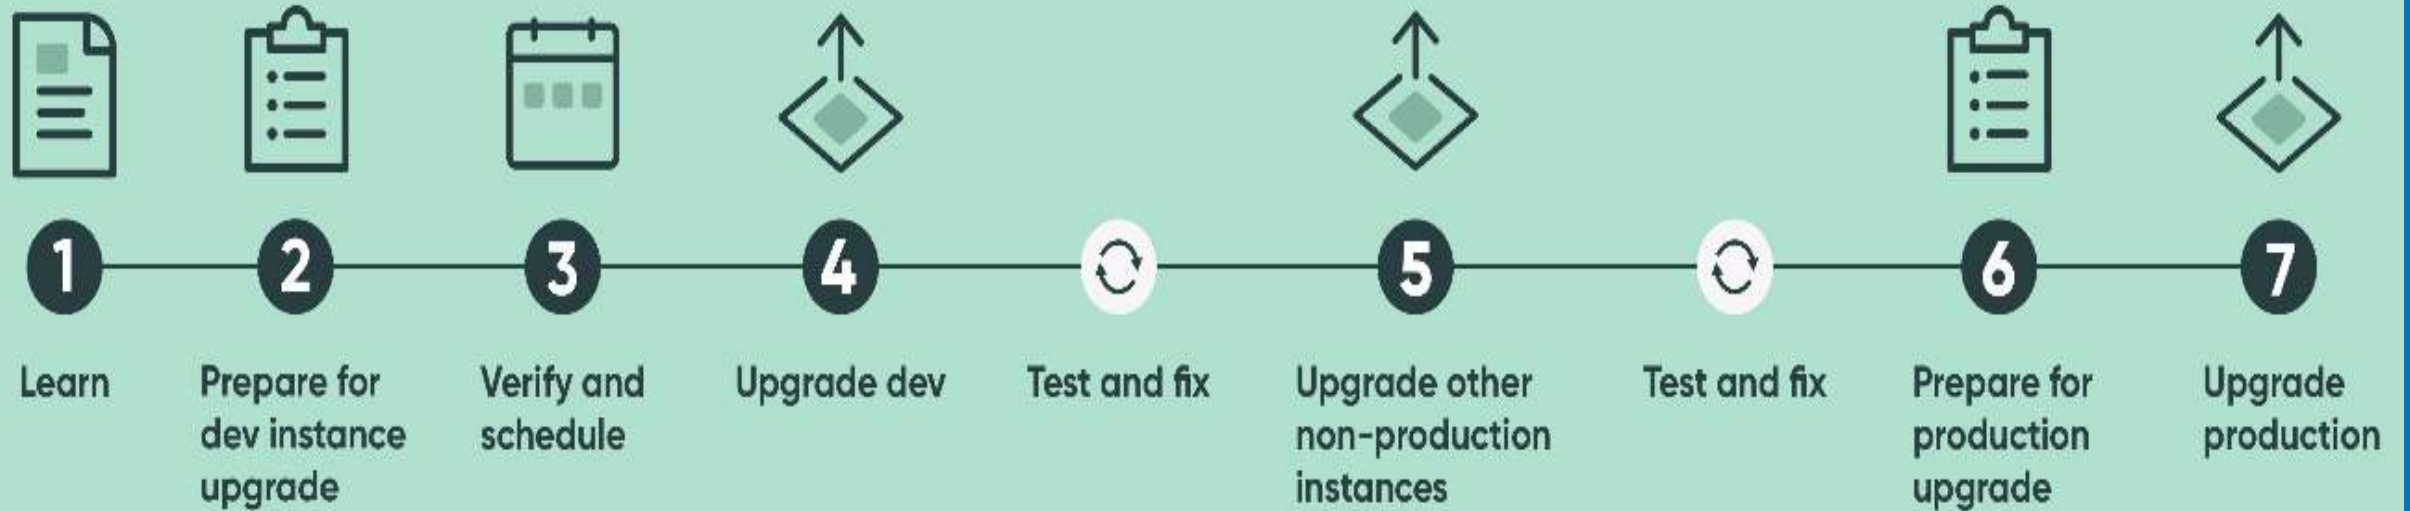 1
2
3
4
5
6
7
Learn
Prepare for
dev instance
upgrade
Verify and
schedule
Upgrade dev
Test and fix
Upgrade other
non-production
instances
Test and fix
Prepare for
production
upgrade
Upgrade
production